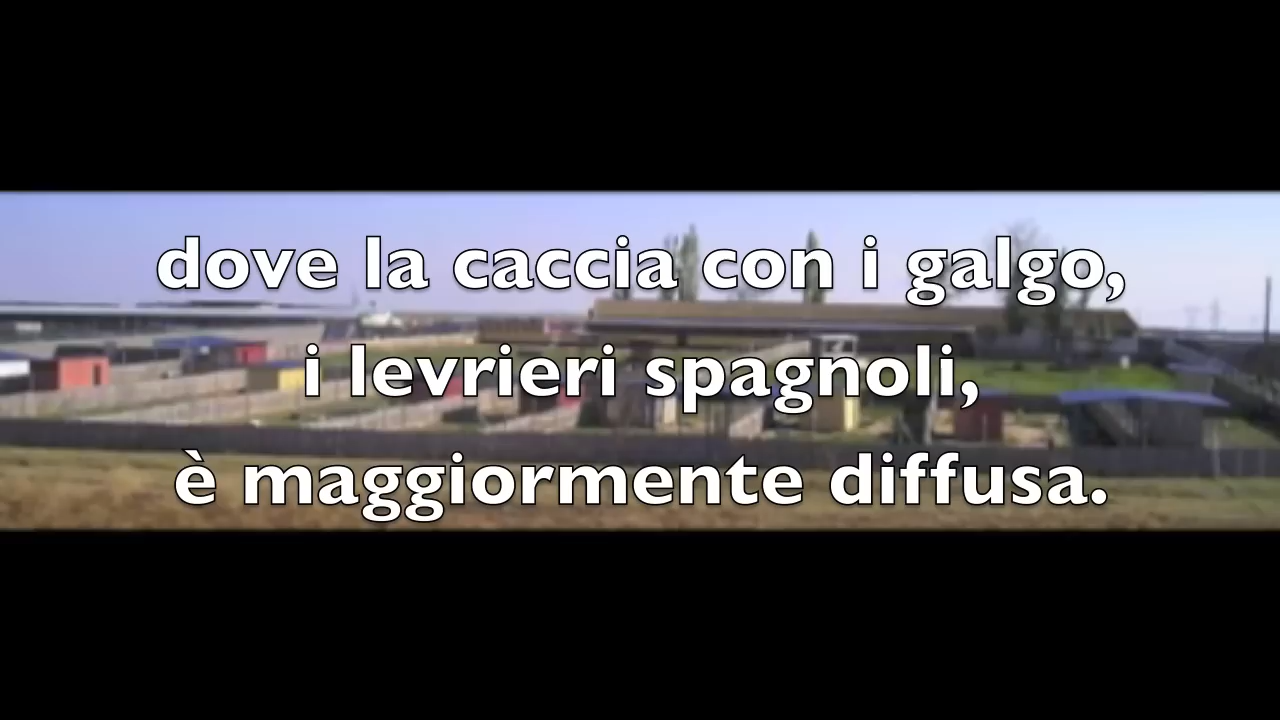 dove la caccia con i galgo,
i levrieri spagnoli,
è maggiormente diffusa.